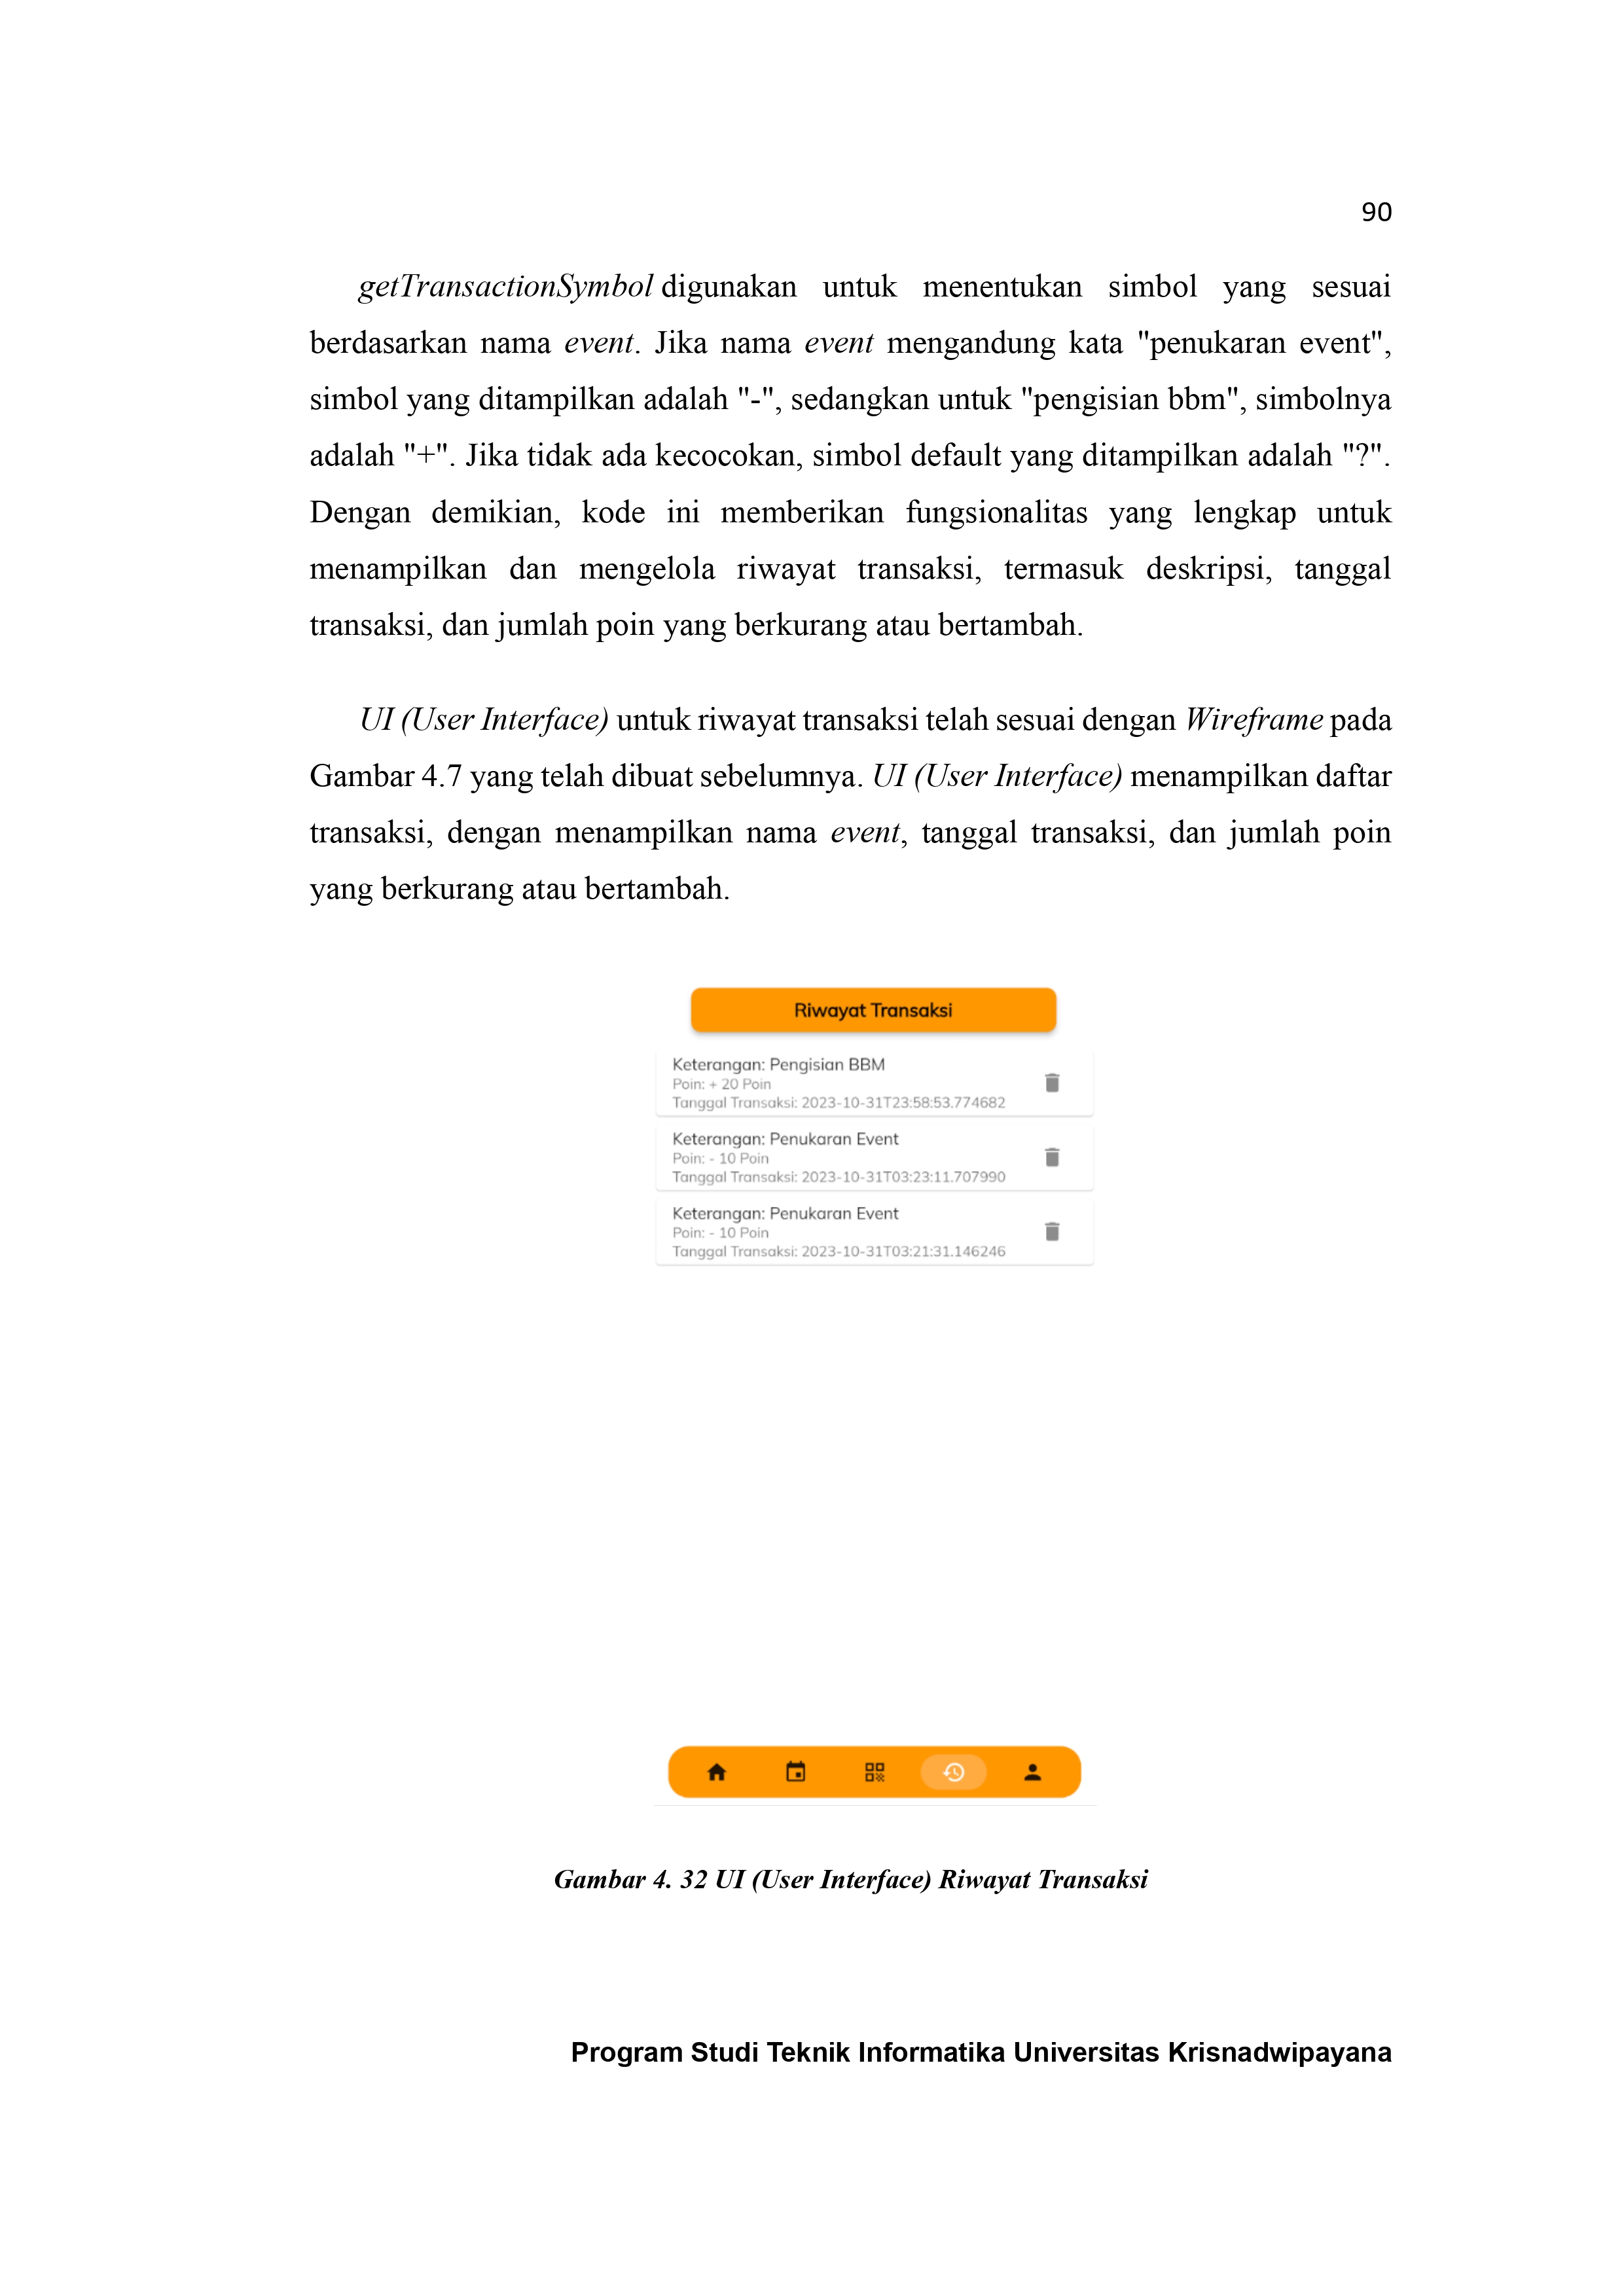 90
getTransactionSymbol digunakan untuk menentukan simbol yang sesuai
berdasarkan nama event. Jika nama event mengandung kata "penukaran event",
simbol yang ditampilkan adalah "-", sedangkan untuk "pengisian bbm", simbolnya
adalah "+". Jika tidak ada kecocokan, simbol default yang ditampilkan adalah "?".
Dengan demikian, kode ini memberikan fungsionalitas yang lengkap untuk
menampilkan dan mengelola riwayat transaksi, termasuk deskripsi, tanggal
transaksi, dan jumlah poin yang berkurang atau bertambah.
UI (User Interface) untuk riwayat transaksi telah sesuai dengan Wireframe pada
Gambar 4.7 yang telah dibuat sebelumnya. UI (User Interface) menampilkan daftar
transaksi, dengan menampilkan nama event, tanggal transaksi, dan jumlah poin
yang berkurang atau bertambah.
Riwayat Transaksi
Keterangan: Pengisian BBM
Poin: + 20 Poin
Tanggal Transaksi: 2023-10-31T23:58:53.774682
Keterangan: Penukaran Event
Poin: - 10 Poin
Tanggal Transaksi: 2023-10-31T03:23:11.707990
Keterangan: Penukaran Event
Poin: - 10 Poin
Tanggal Transaksi: 2023-10-31T03:21:31.146246
Gambar 4. 32 UI (User Interface) Riwayat Transaksi
Program Studi Teknik Informatika Universitas Krisnadwipayana